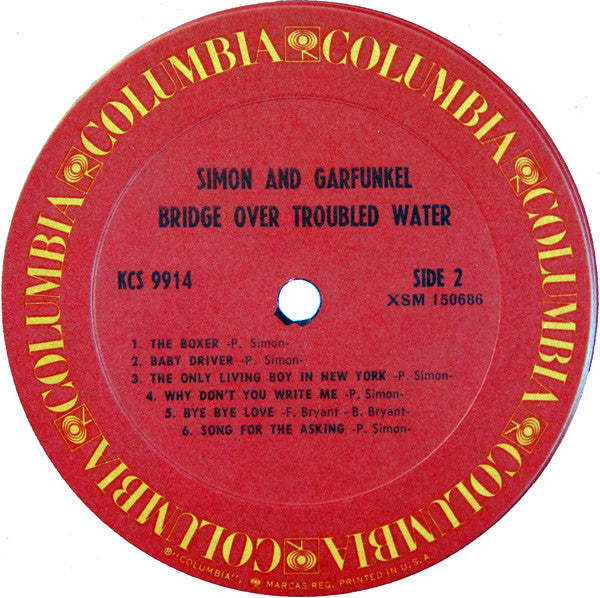 COLUMBIA COLUMBIA COLUMBIA COLUMBIA COLUMBIA COLUMBIA
SIMON AND GARFUNKEL
BRIDGE OVER TROUBLED WATER
KCS 9914
SIDE 2
XSM 150686
1. THE BOXER -P. Simon-
2. BABY DRIVER -P. Simon-
3. THE ONLY LIVING BOY IN NEW YORK -P. Simon-
4. WHY DON'T YOU WRITE ME -P. Simon-
5. BYE BYE LOVE -F. Bryant - B. Bryant-
6. SONG FOR THE ASKING -P. Simon-
®"COLUMBIA", MARCAS REG. PRINTED IN U.S.A.